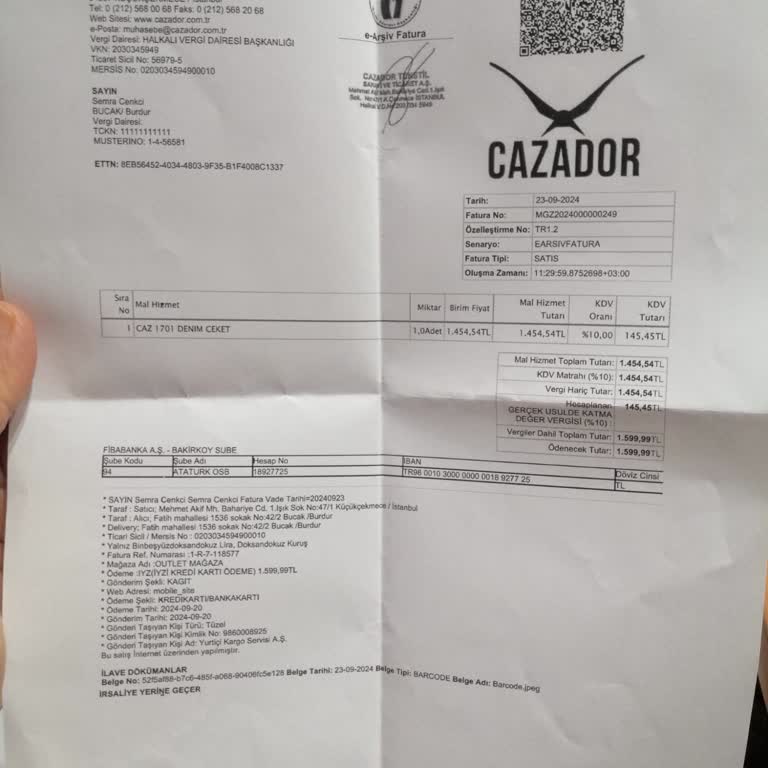 Tel: 0 (212) 568 00 68 Faks: 0 (212) 568 20 68
Web Sitesi: www.cazador.com.tr
e-Posta: muhasebe@cazador.com.tr
Vergi Dairesi: HALKALI VERGİ DAİRESİ BAŞKANLIĞI
VKN: 2030345949
Ticaret Sicil No: 56979-5
MERSİS No: 0203034594900010
e-Arşiv Fatura
CAZADOR TEKSTİL
SANAYİ VE TİCARET A.Ş.
SAYIN
Semra Cenkci
BUCAK/ Burdur
Vergi Dairesi:
TCKN: 11111111111
MUSTERINO: 1-4-56581
ETTN: 8EB56452-4034-4803-9F35-B1F4008C1337
CAZADOR
Tarih: 23-09-2024
Fatura No: MGZ2024000000249
Özelleştirme No: TR1.2
Senaryo: EARSIVFATURA
Fatura Tipi: SATIS
Oluşma Zamanı: 11:29:59.8752698+03:00
Sıra No Mal Hizmet Miktar Birim Fiyat Mal Hizmet Tutarı KDV Oranı KDV Tutarı
1 CAZ 1701 DENIM CEKET 1,0Adet 1.454,54TL 1.454,54TL %10,00 145,45TL
Mal Hizmet Toplam Tutarı: 1.454,54TL
KDV Matrahı (%10): 1.454,54TL
Vergi Hariç Tutar: 1.454,54TL
Hesaplanan GERÇEK USULDE KATMA DEĞER VERGİSİ (%10) : 145,45TL
Vergiler Dahil Toplam Tutar: 1.599,99TL
Ödenecek Tutar: 1.599,99TL
FİBABANKA A.Ş. - BAKIRKOY SUBE
Şube Kodu Şube Adı Hesap No IBAN Döviz Cinsi
94 ATATURK OSB 18927725 TR98 0010 3000 0000 0018 9277 25 TL
* SAYIN Semra Cenkci Semra Cenkci Fatura Vade Tarihi=20240923
* Taraf : Satici; Mehmet Akif Mh. Bahariye Cd. 1.Işık Sok No:47/1 Küçükçekmece / İstanbul
* Taraf : Alıcı; Fatih mahallesi 1536 sokak No:42/2 Bucak /Burdur
* Delivery; Fatih mahallesi 1536 sokak No:42/2 Bucak /Burdur
* Ticari Sicil / Mersis No : 0203034594900010
* Yalnız Binbeşyüzdoksandokuz Lira, Doksandokuz Kuruş
* Fatura Ref. Numarası :1-R-7-118577
* Mağaza Adı :OUTLET MAĞAZA
* Ödeme :IYZ(İYZİ KREDİ KARTI ÖDEME) 1.599,99TL
* Gönderim Şekli: KAGIT
* Web Adresi: mobile_site
* Ödeme Şekli: KREDIKARTI/BANKAKARTI
* Ödeme Tarihi: 2024-09-20
* Gönderim Tarihi: 2024-09-20
* Gönderi Taşıyan Kişi Türü: Tüzel
* Gönderi Taşıyan Kişi Kimlik No: 9860008925
* Gönderi Taşıyan Kişi Ad: Yurtiçi Kargo Servisi A.Ş.
Bu satış İnternet üzerinden yapılmıştır.
İLAVE DÖKÜMANLAR
Belge No: 52f5af88-b7c6-485f-a068-90406fc5e128 Belge Tarihi: 23-09-2024 Belge Tipi: BARCODE Belge Adı: Barcode.jpeg
İRSALİYE YERİNE GEÇER